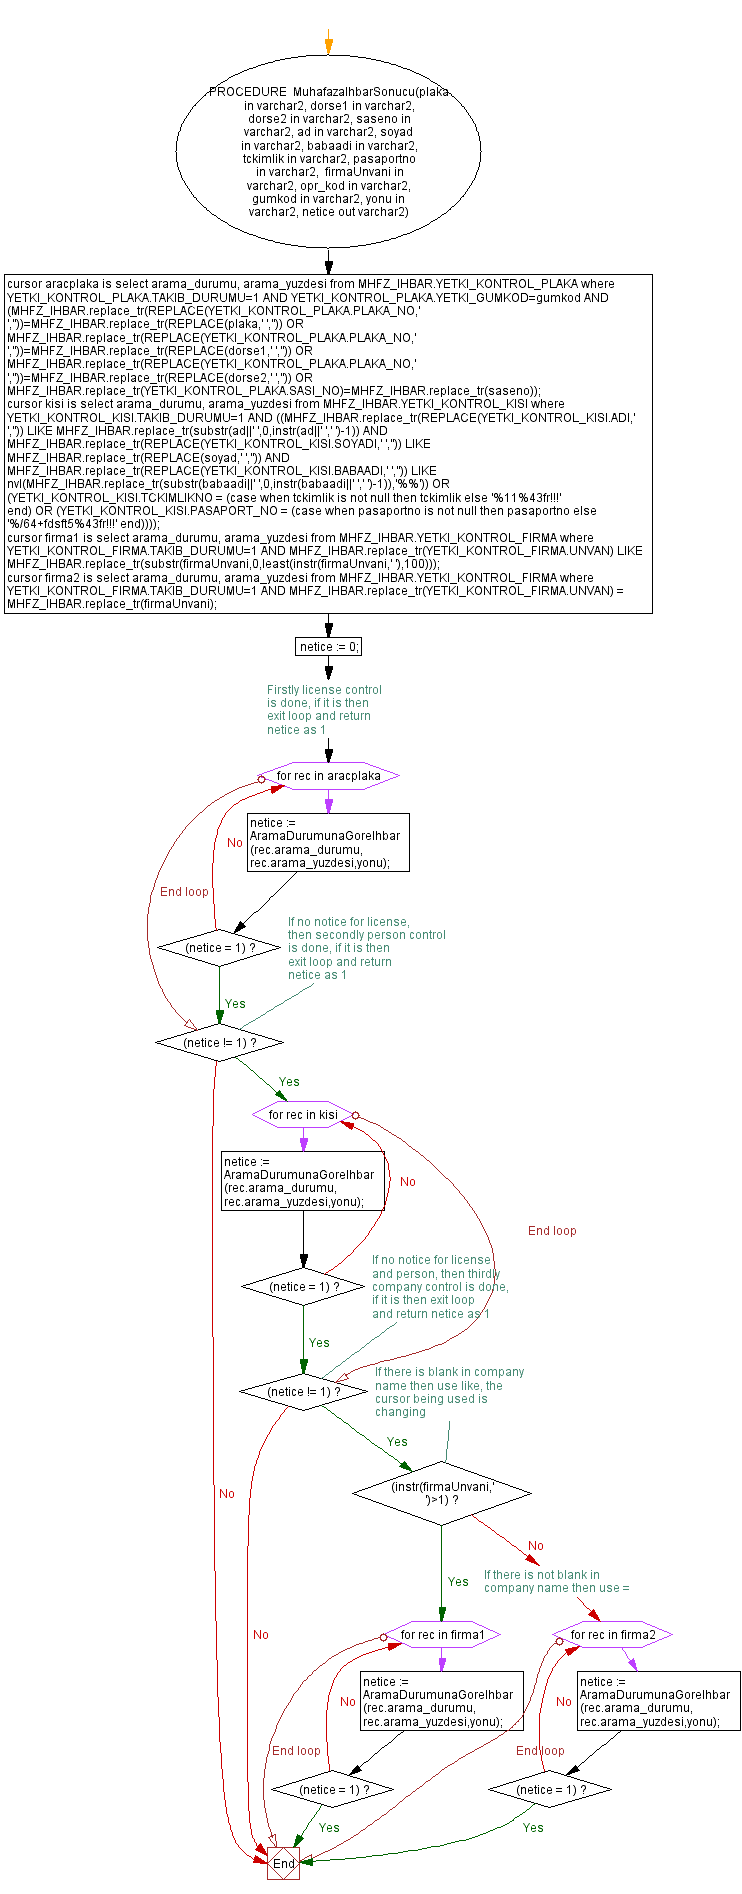 PROCEDURE  MuhafazaIhbarSonucu(plaka
in varchar2, dorse1 in varchar2,
dorse2 in varchar2, saseno in
varchar2, ad in varchar2, soyad
in varchar2, babaadi in varchar2,
tckimlik in varchar2, pasaportno
in varchar2,  firmaUnvani in
varchar2, opr_kod in varchar2,
gumkod in varchar2, yonu in
varchar2, netice out varchar2)
cursor aracplaka is select arama_durumu, arama_yuzdesi from MHFZ_IHBAR.YETKI_KONTROL_PLAKA where
YETKI_KONTROL_PLAKA.TAKIB_DURUMU=1 AND YETKI_KONTROL_PLAKA.YETKI_GUMKOD=gumkod AND
(MHFZ_IHBAR.replace_tr(REPLACE(YETKI_KONTROL_PLAKA.PLAKA_NO,'
',''))=MHFZ_IHBAR.replace_tr(REPLACE(plaka,' ','')) OR
MHFZ_IHBAR.replace_tr(REPLACE(YETKI_KONTROL_PLAKA.PLAKA_NO,'
',''))=MHFZ_IHBAR.replace_tr(REPLACE(dorse1,' ','')) OR
MHFZ_IHBAR.replace_tr(REPLACE(YETKI_KONTROL_PLAKA.PLAKA_NO,'
',''))=MHFZ_IHBAR.replace_tr(REPLACE(dorse2,' ','')) OR
MHFZ_IHBAR.replace_tr(YETKI_KONTROL_PLAKA.SASI_NO)=MHFZ_IHBAR.replace_tr(saseno));
cursor kisi is select arama_durumu, arama_yuzdesi from MHFZ_IHBAR.YETKI_KONTROL_KISI where
YETKI_KONTROL_KISI.TAKIB_DURUMU=1 AND ((MHFZ_IHBAR.replace_tr(REPLACE(YETKI_KONTROL_KISI.ADI,'
','')) LIKE MHFZ_IHBAR.replace_tr(substr(ad||' ',0,instr(ad||' ',' ')-1)) AND
MHFZ_IHBAR.replace_tr(REPLACE(YETKI_KONTROL_KISI.SOYADI,' ','')) LIKE
MHFZ_IHBAR.replace_tr(REPLACE(soyad,' ','')) AND
MHFZ_IHBAR.replace_tr(REPLACE(YETKI_KONTROL_KISI.BABAADI,' ','')) LIKE
nvl(MHFZ_IHBAR.replace_tr(substr(babaadi||' ',0,instr(babaadi||' ',' ')-1)),'%%')) OR
(YETKI_KONTROL_KISI.TCKIMLIKNO = (case when tckimlik is not null then tckimlik else '%11%43fr!!!'
end) OR (YETKI_KONTROL_KISI.PASAPORT_NO = (case when pasaportno is not null then pasaportno else
'%/64+fdsft5%43fr!!!' end))));
cursor firma1 is select arama_durumu, arama_yuzdesi from MHFZ_IHBAR.YETKI_KONTROL_FIRMA where
YETKI_KONTROL_FIRMA.TAKIB_DURUMU=1 AND MHFZ_IHBAR.replace_tr(YETKI_KONTROL_FIRMA.UNVAN) LIKE
MHFZ_IHBAR.replace_tr(substr(firmaUnvani,0,least(instr(firmaUnvani,' '),100)));
cursor firma2 is select arama_durumu, arama_yuzdesi from MHFZ_IHBAR.YETKI_KONTROL_FIRMA where
YETKI_KONTROL_FIRMA.TAKIB_DURUMU=1 AND MHFZ_IHBAR.replace_tr(YETKI_KONTROL_FIRMA.UNVAN) =
MHFZ_IHBAR.replace_tr(firmaUnvani);
netice := 0;
Firstly license control
is done, if it is then
exit loop and return
netice as 1
for rec in aracplaka
netice :=
AramaDurumunaGoreIhbar
(rec.arama_durumu,
rec.arama_yuzdesi,yonu);
No
End loop
(netice = 1) ?
If no notice for license,
then secondly person control
is done, if it is then
exit loop and return
netice as 1
Yes
(netice != 1) ?
Yes
for rec in kisi
netice :=
AramaDurumunaGoreIhbar
(rec.arama_durumu,
rec.arama_yuzdesi,yonu);
No
End loop
(netice = 1) ?
If no notice for license
and person, then thirdly
company control is done,
if it is then exit loop
and return netice as 1
Yes
(netice != 1) ?
If there is blank in company
name then use like, the
cursor being used is
changing
Yes
(instr(firmaUnvani,'
')>1) ?
No
No
If there is not blank in
company name then use =
Yes
No
for rec in firma1
for rec in firma2
netice :=
AramaDurumunaGoreIhbar
(rec.arama_durumu,
rec.arama_yuzdesi,yonu);
No
netice :=
AramaDurumunaGoreIhbar
(rec.arama_durumu,
rec.arama_yuzdesi,yonu);
No
End loop
End loop
(netice = 1) ?
(netice = 1) ?
Yes
Yes
End